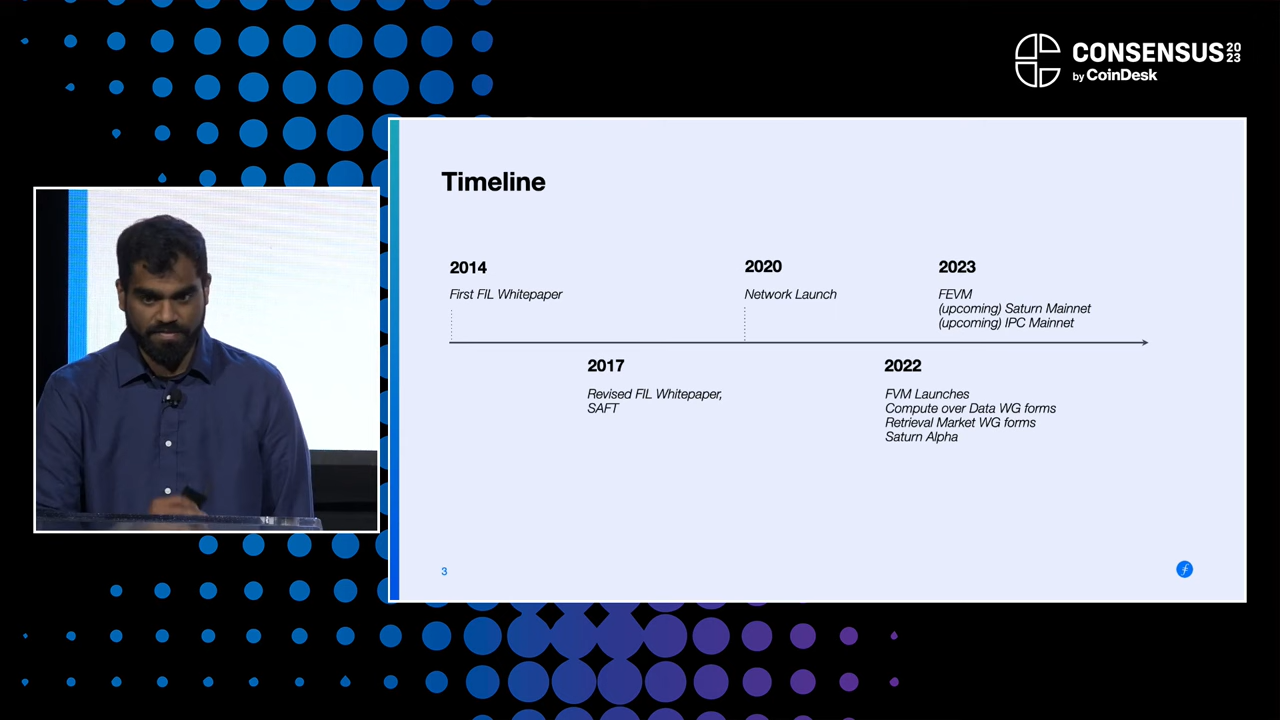 CONSENSUS 20
23
by CoinDesk
Timeline
2014
First FIL Whitepaper
2020
Network Launch
2023
FEVM
(upcoming) Saturn Mainnet
(upcoming) IPC Mainnet
2017
Revised FIL Whitepaper,
SAFT
2022
FVM Launches
Compute over Data WG forms
Retrieval Market WG forms
Saturn Alpha
3